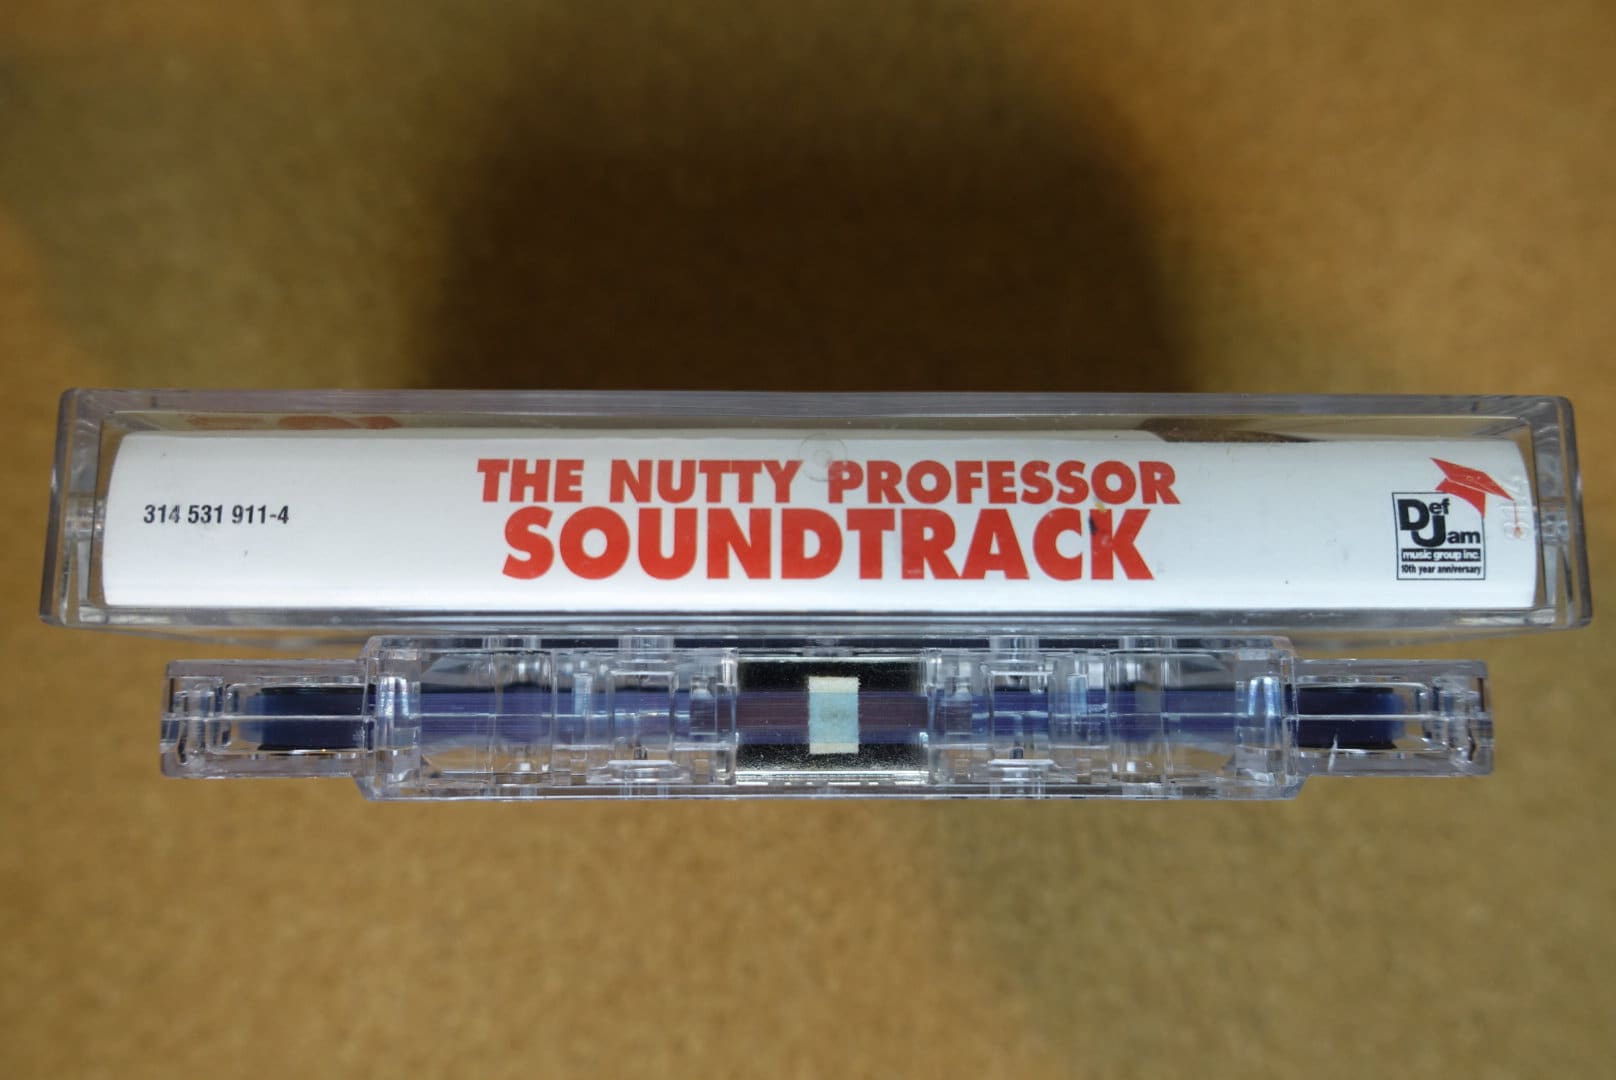 314 531 911-4
THE NUTTY PROFESSOR
SOUNDTRACK
Def
Jam
music group inc.
10th year anniversary